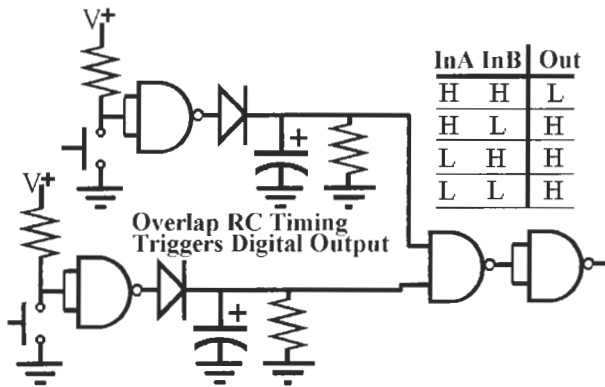 V+
InA InB Out
H H L
H L H
L H H
L L H
+
V+
Overlap RC Timing
Triggers Digital Output
+